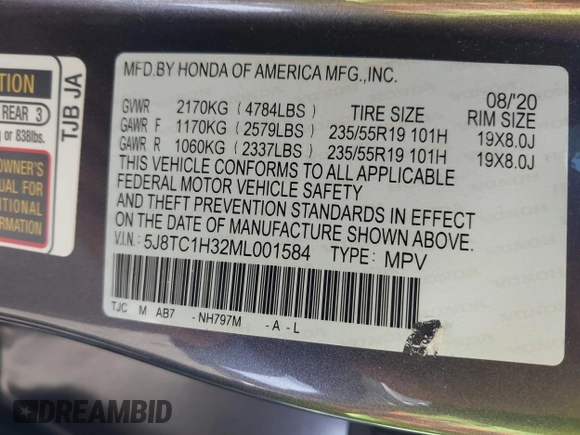 TION
REAR 3
or 838lbs.
OWNER'S
UAL FOR
ITIONAL
RMATION
TJB JA
MFD.BY HONDA OF AMERICA MFG.,INC.
08/'20
GVWR 2170KG (4784LBS) TIRE SIZE RIM SIZE
GAWR F 1170KG (2579LBS) 235/55R19 101H 19X8.0J
GAWR R 1060KG (2337LBS) 235/55R19 101H 19X8.0J
THIS VEHICLE CONFORMS TO ALL APPLICABLE
FEDERAL MOTOR VEHICLE SAFETY
AND THEFT PREVENTION STANDARDS IN EFFECT
ON THE DATE OF MANUFACTURE SHOWN ABOVE.
V.I.N.: 5J8TC1H32ML001584 TYPE: MPV
TJC M AB7 -NH797M -A-L
DREAMBID